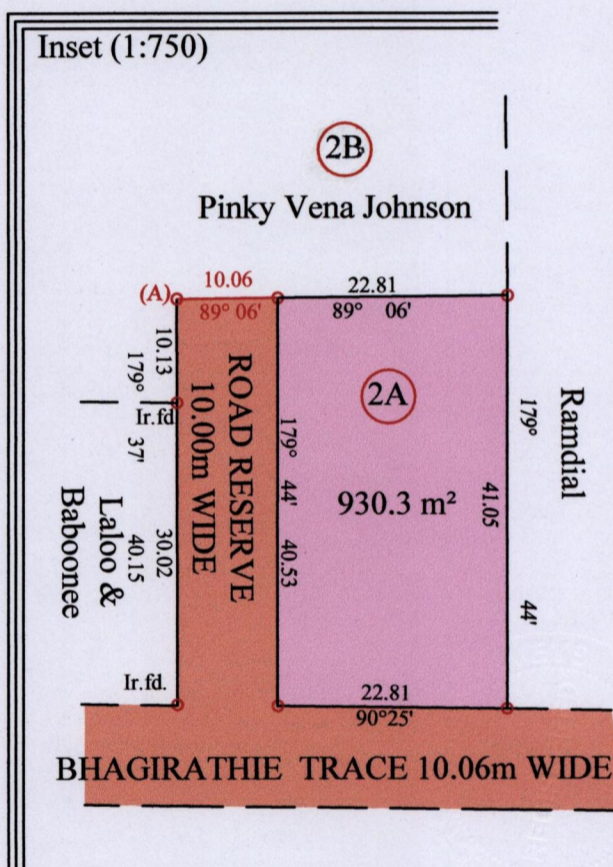 Inset (1:750)
2B
Pinky Vena Johnson
(A)
10.06
89° 06'
22.81
89° 06'
10.13
179° 37'
Ir.fd
30.02
40.15
Laloo &
Baboonee
Ir.fd.
ROAD RESERVE
10.00m WIDE
179° 44' 40.53
2A
930.3 m²
41.05
179° 44'
Ramdial
22.81
90°25'
BHAGIRATHIE TRACE 10.06m WIDE